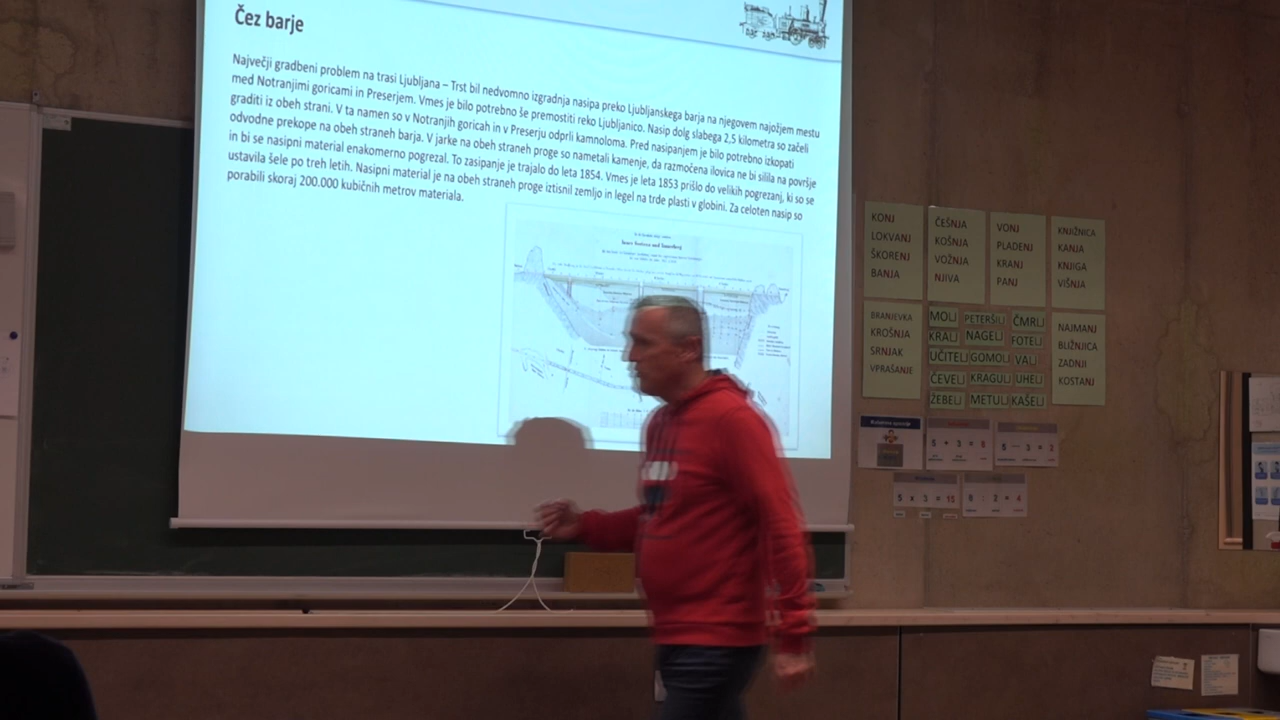 Čez barje
Največji gradbeni problem na trasi Ljubljana – Trst bil nedvomno izgradnja nasipa preko Ljubljanskega barja na njegovem najožjem mestu
med Notranjimi goricami in Preserjem. Vmes je bilo potrebno še premostiti reko Ljubljanico. Nasip dolg slabega 2,5 kilometra so začeli
graditi iz obeh strani. V ta namen so v Notranjih goricah in v Preserju odprli kamnoloma. Pred nasipanjem je bilo potrebno izkopati
odvodne prekope na obeh straneh barja. V jarke na obeh straneh proge so nametali kamenje, da razmočena ilovica ne bi silila na površje
in bi se nasipni material enakomerno pogrezal. To zasipanje je trajalo do leta 1854. Vmes je leta 1853 prišlo do velikih pogrezanj, ki so se
ustavila šele po treh letih. Nasipni material je na obeh straneh proge iztisnil zemljo in legel na trde plasti v globini. Za celoten nasip so
porabili skoraj 200.000 kubičnih metrov materiala.
KONJ
LOKVANJ
ŠKORENJ
BANJA
ČEŠNJA
KOŠNJA
VOŽNJA
NJIVA
VONJ
PLADENJ
KRANJ
PANJ
KNJIŽNICA
KANJA
KNJIGA
VIŠNJA
BRANJEVKA
KROŠNJA
SRNJAK
VPRAŠANJE
MOLJ PETERŠILJ ČMRLJ
KRALJ NAGELJ FOTELJ
UČITELJ GOMOLJ VALJ
ČEVELJ KRAGULJ UHELJ
ŽEBELJ METULJ KAŠELJ
NAJMANJ
BLIŽNJICA
ZADNJI
KOSTANJ
5 + 3 = 8
5 - 3 = 2
5 x 3 = 15
8 : 2 = 4